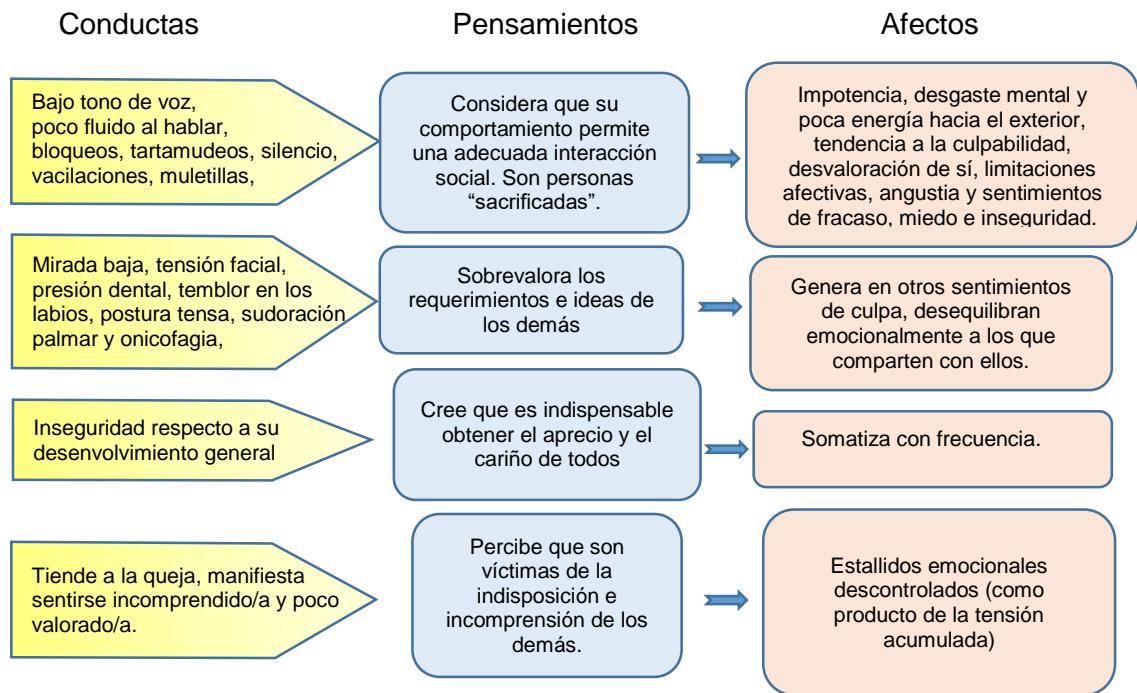 Conductas
Pensamientos
Afectos
Bajo tono de voz,
poco fluido al hablar,
bloqueos, tartamudeos, silencio,
vacilaciones, muletillas,
Considera que su
comportamiento permite
una adecuada interacción
social. Son personas
“sacrificadas”.
Impotencia, desgaste mental y
poca energía hacia el exterior,
tendencia a la culpabilidad,
desvaloración de sí, limitaciones
afectivas, angustia y sentimientos
de fracaso, miedo e inseguridad.
Mirada baja, tensión facial,
presión dental, temblor en los
labios, postura tensa, sudoración
palmar y onicofagia,
Sobrevalora los
requerimientos e ideas de
los demás
Genera en otros sentimientos
de culpa, desequilibran
emocionalmente a los que
comparten con ellos.
Inseguridad respecto a su
desenvolvimiento general
Cree que es indispensable
obtener el aprecio y el
cariño de todos
Somatiza con frecuencia.
Tiende a la queja, manifiesta
sentirse incomprendido/a y poco
valorado/a.
Percibe que son
víctimas de la
indisposición e
incomprensión de los
demás.
Estallidos emocionales
descontrolados (como
producto de la tensión
acumulada)